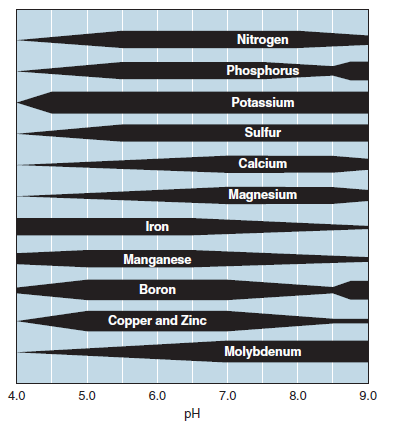 Nitrogen
Phosphorus
Potassium
Sulfur
Calcium
Magnesium
Iron
Manganese
Boron
Copper and Zinc
Molybdenum
4.0 5.0 6.0 7.0 8.0 9.0
pH